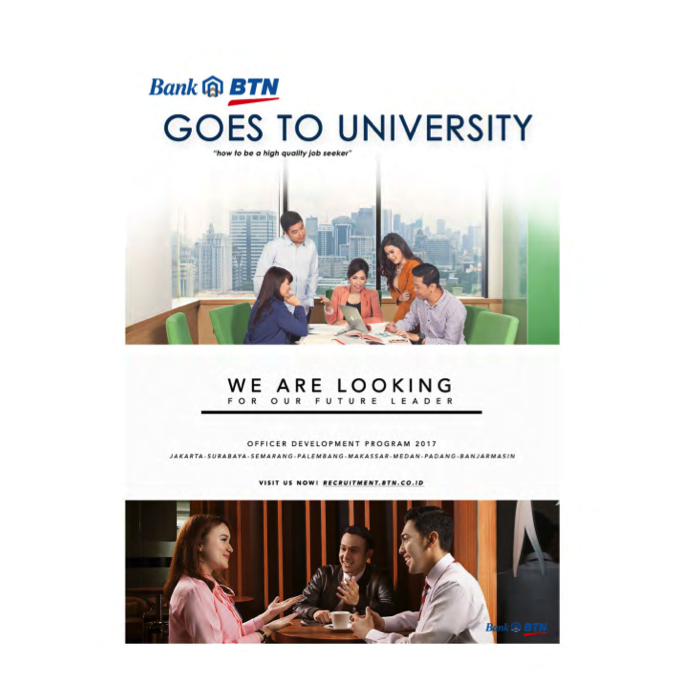 Bank BTN
GOES TO UNIVERSITY
"how to be a high quality job seeker"
WE ARE LOOKING
FOR OUR FUTURE LEADER
OFFICER DEVELOPMENT PROGRAM 2017
JAKARTA-SURABAYA-SEMARANG-PALEMBANG-MAKASSAR-MEDAN-PADANG-BANJARMASIN
VISIT US NOW! RECRUITMENT.BTN.CO.ID
Bank BTN